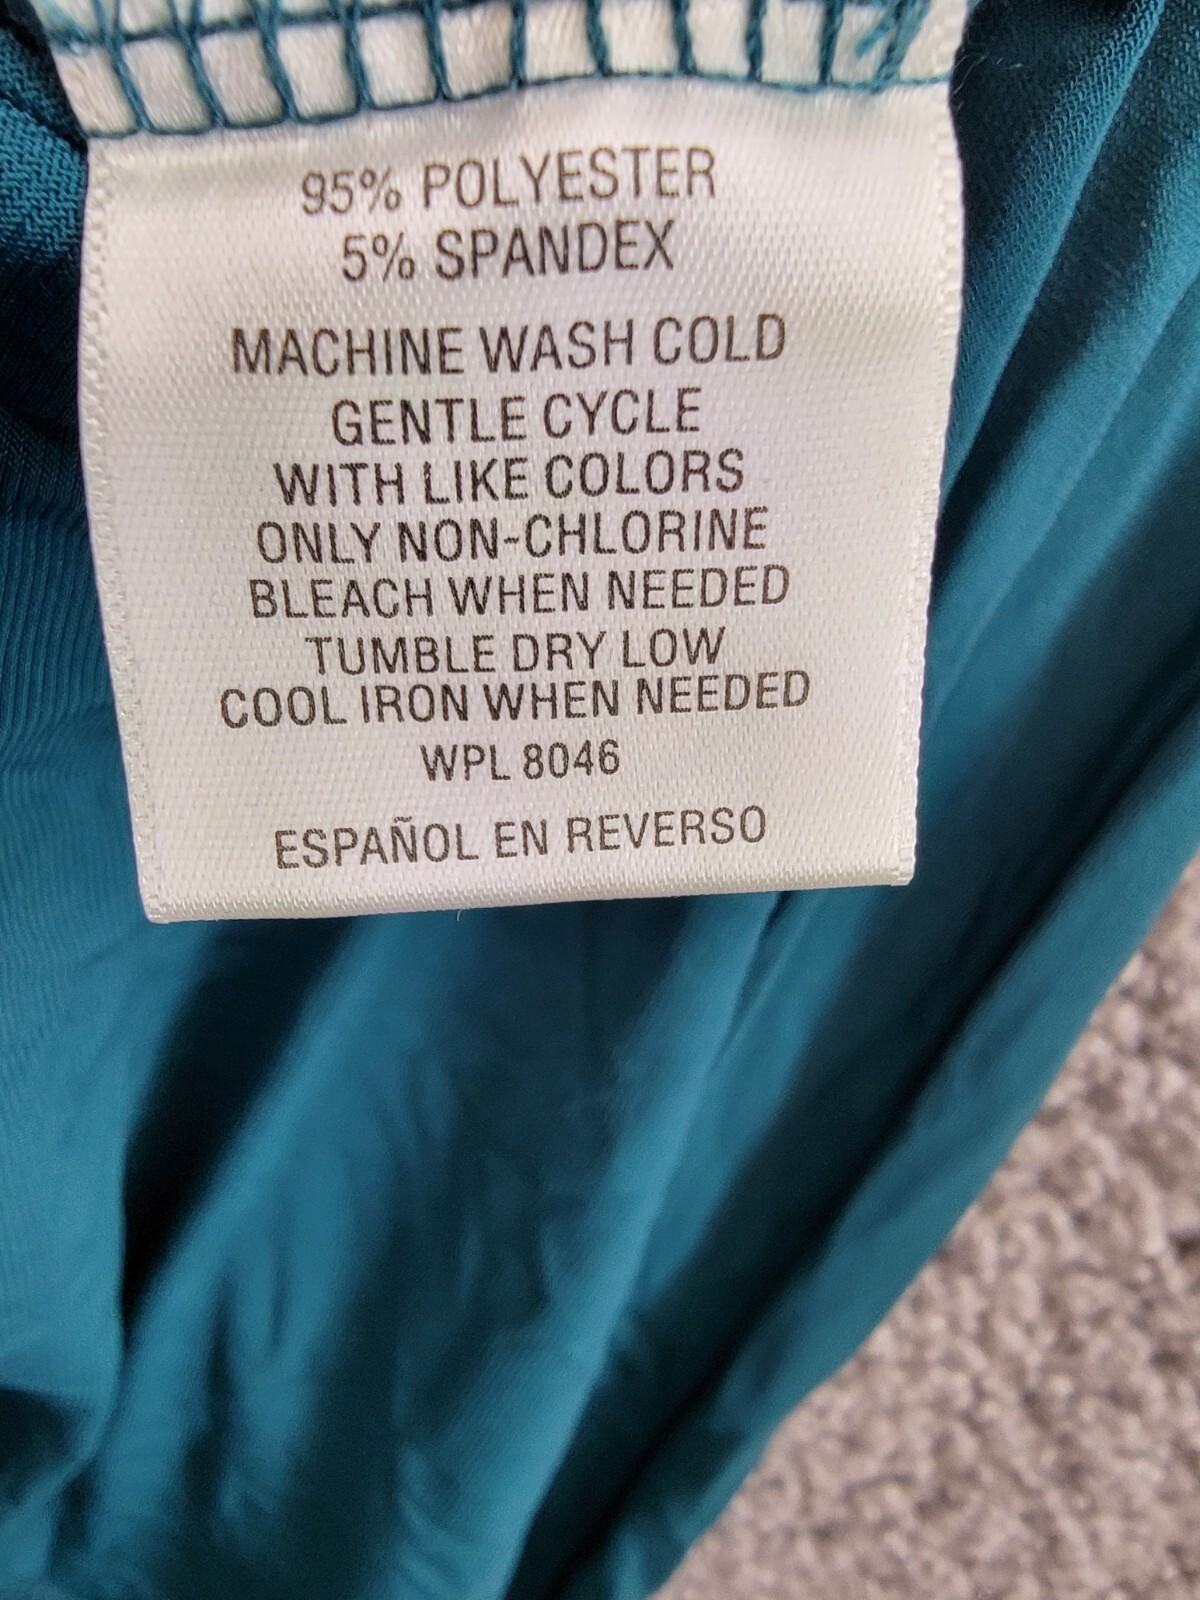 95% POLYESTER
5% SPANDEX
MACHINE WASH COLD
GENTLE CYCLE
WITH LIKE COLORS
ONLY NON-CHLORINE
BLEACH WHEN NEEDED
TUMBLE DRY LOW
COOL IRON WHEN NEEDED
WPL 8046
ESPAÑOL EN REVERSO